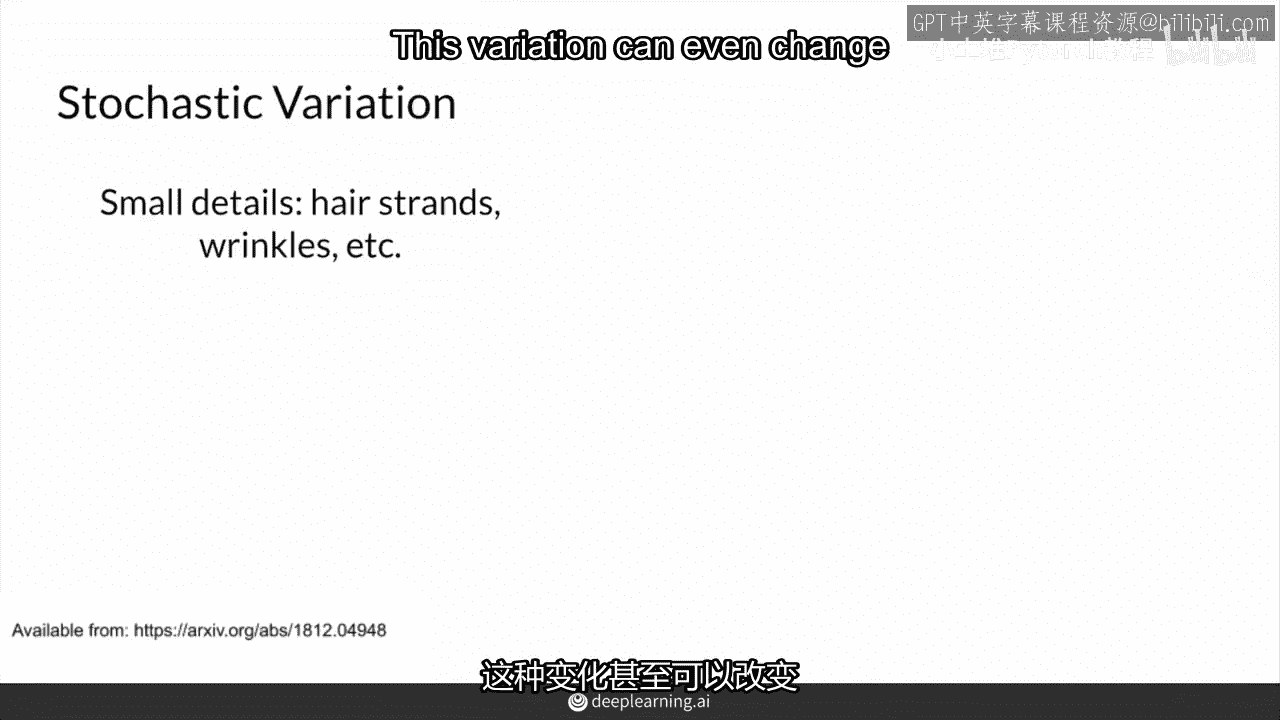 GPT中英字幕课程资源@bilibili.com
This variation can even change
Stochastic Variation
Small details: hair strands,
wrinkles, etc.
Available from: https://arxiv.org/abs/1812.04948
这种变化甚至可以改变
deeplearning.ai